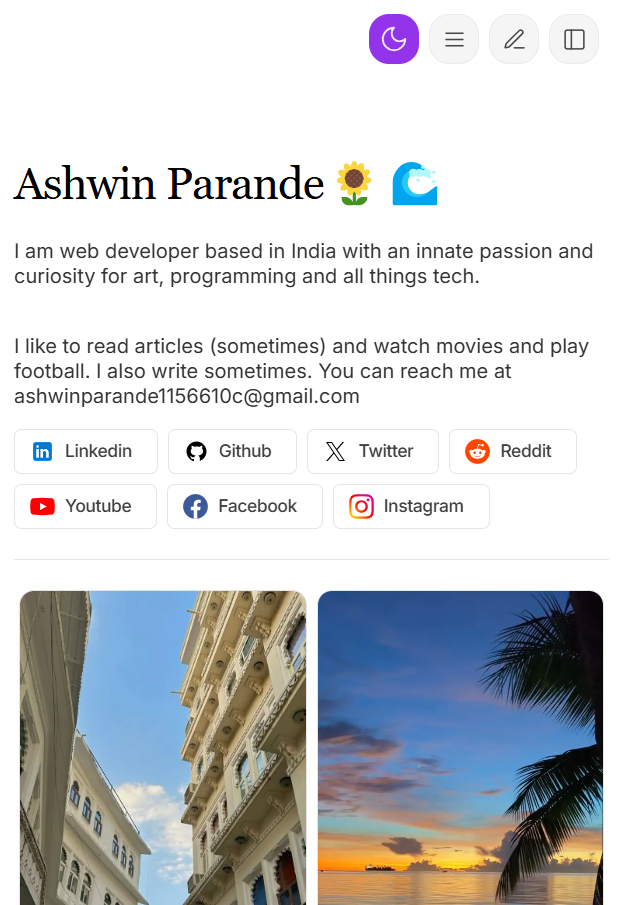 Ashwin Parande 🌻 🌊
I am web developer based in India with an innate passion and
curiosity for art, programming and all things tech.
I like to read articles (sometimes) and watch movies and play
football. I also write sometimes. You can reach me at
ashwinparande1156610c@gmail.com
Linkedin Github Twitter Reddit
Youtube Facebook Instagram